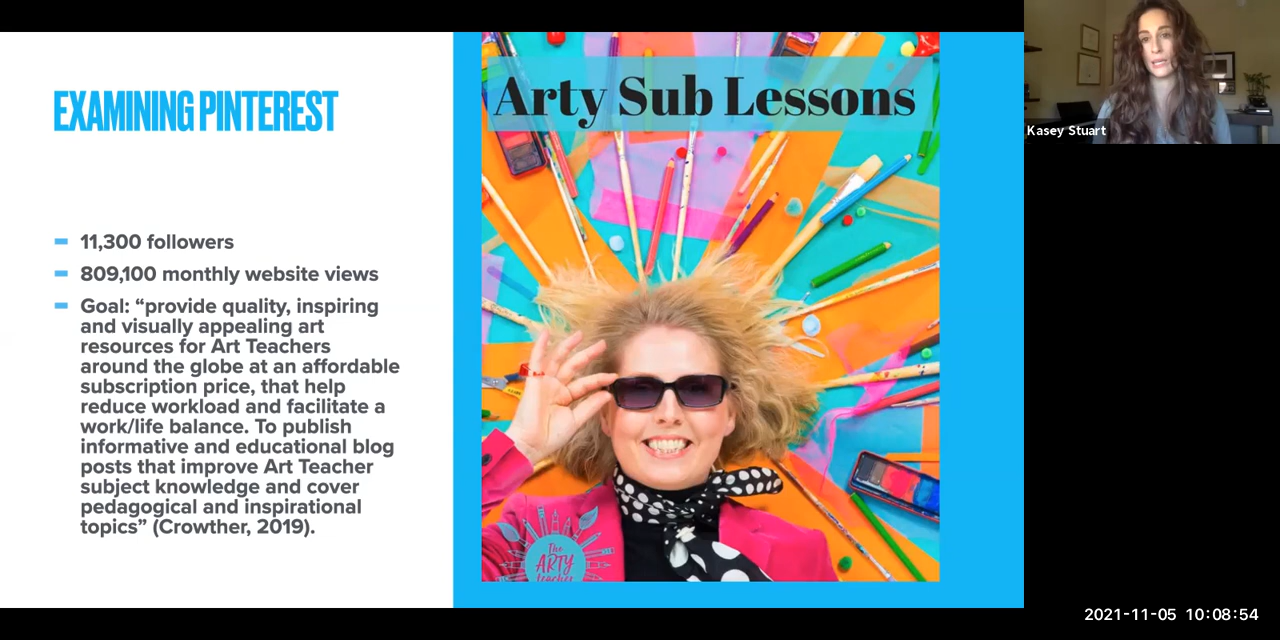 EXAMINING PINTEREST
11,300 followers
809,100 monthly website views
Goal: “provide quality, inspiring
and visually appealing art
resources for Art Teachers
around the globe at an affordable
subscription price, that help
reduce workload and facilitate a
work/life balance. To publish
informative and educational blog
posts that improve Art Teacher
subject knowledge and cover
pedagogical and inspirational
topics” (Crowther, 2019).
Arty Sub Lessons
The
ARTY
teacher
Kasey Stuart
2021-11-05 10:08:54